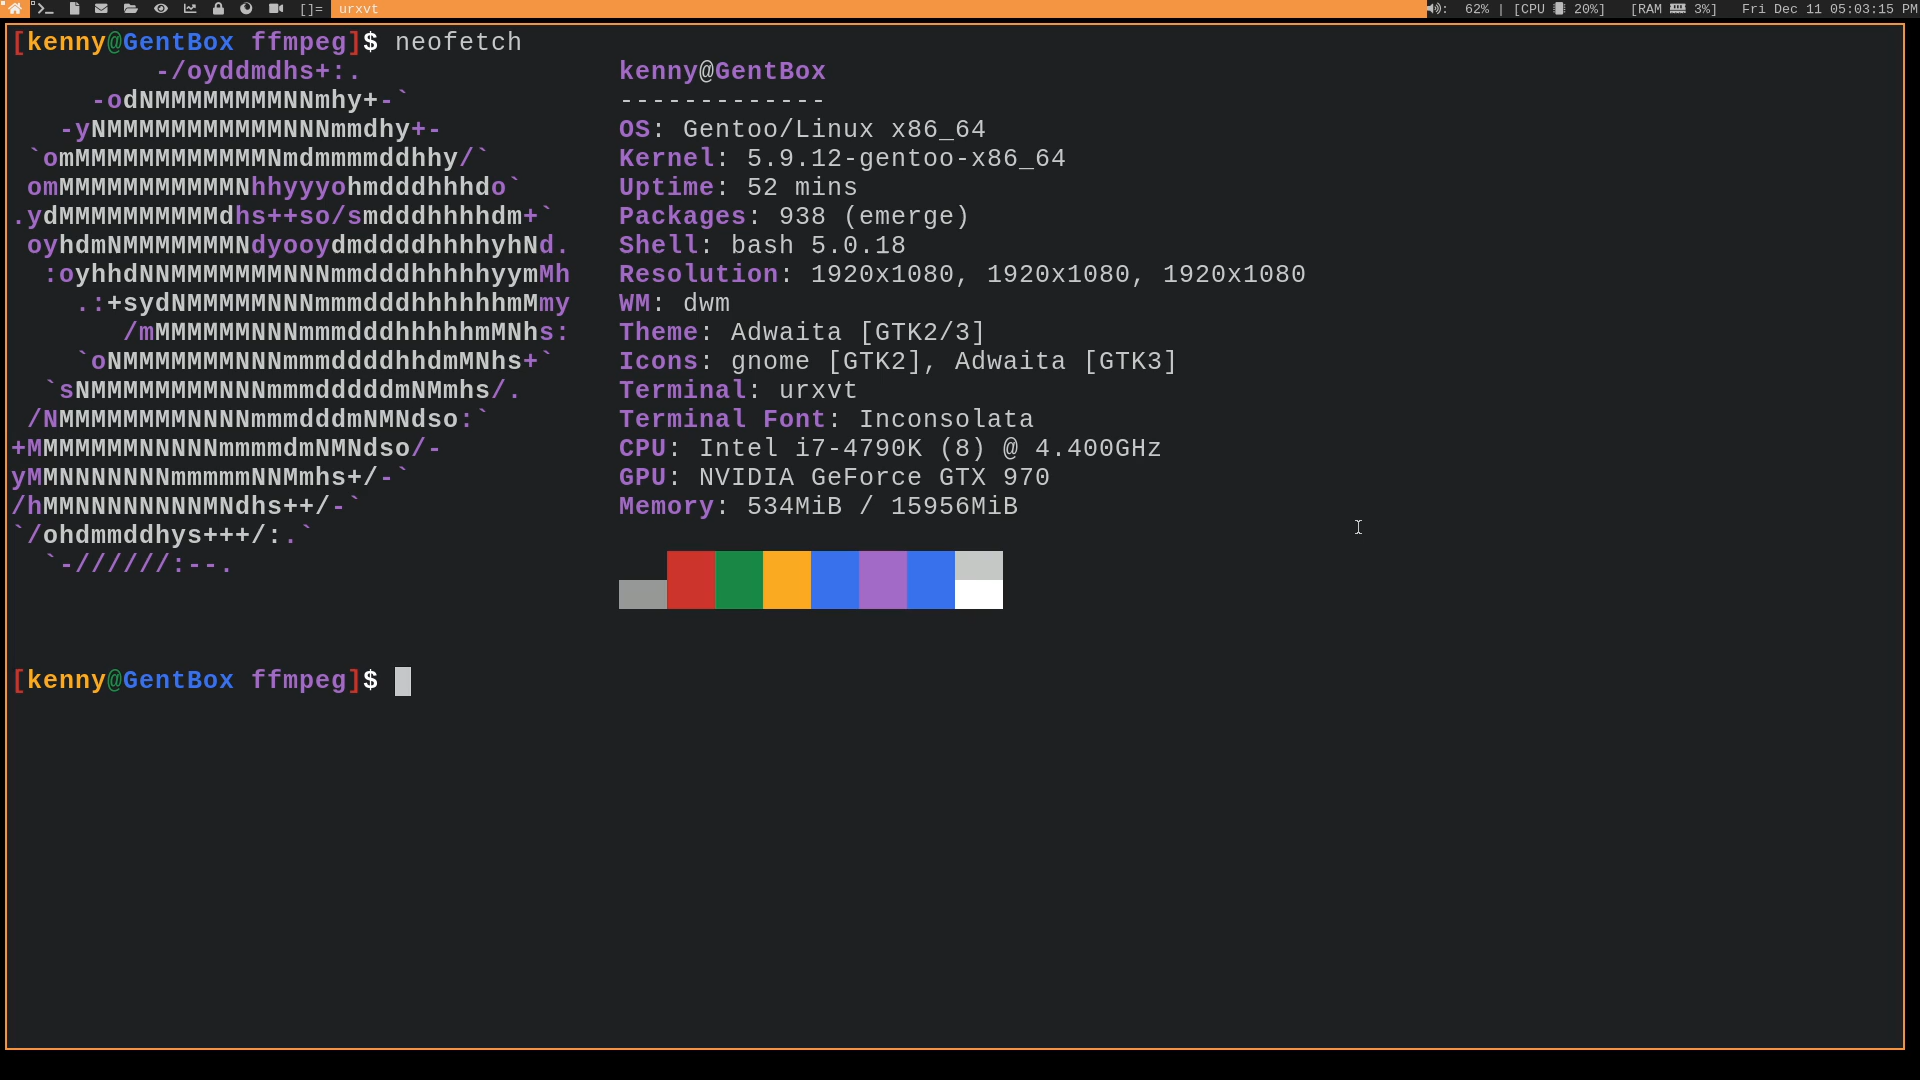 []= urxvt : 62% | [CPU 20%] [RAM 3%] Fri Dec 11 05:03:15 PM
[kenny@GentBox ffmpeg]$ neofetch
         -/oyddmdhs+:.                kenny@GentBox
     -odNMMMMMMMMNNmhy+-`             -------------
   -yNMMMMMMMMMMMNNNmmdhy+-           OS: Gentoo/Linux x86_64
 `omMMMMMMMMMMMMNmdmmmmddhhy/`        Kernel: 5.9.12-gentoo-x86_64
 omMMMMMMMMMMMNhhyyyohmdddhhhdo`      Uptime: 52 mins
.ydMMMMMMMMMMdhs++so/smdddhhhhdm+`    Packages: 938 (emerge)
 oyhdmNMMMMMMMNdyooydmddddhhhhyhNd.   Shell: bash 5.0.18
  :oyhhdNNMMMMMMMNNNmmdddhhhhhyymMh   Resolution: 1920x1080, 1920x1080, 1920x1080
    .:+sydNMMMMMNNNmmmdddhhhhhhmMmy   WM: dwm
       /mMMMMMMNNNmmmdddhhhhhmMNhs:   Theme: Adwaita [GTK2/3]
    `oNMMMMMMMNNNmmmddddhhdmMNhs+`    Icons: gnome [GTK2], Adwaita [GTK3]
  `sNMMMMMMMMNNNmmmdddddmNMmhs/.      Terminal: urxvt
 /NMMMMMMMMNNNNmmmdddmNMNdso:`        Terminal Font: Inconsolata
+MMMMMMMNNNNNmmmmdmNMNdso/-           CPU: Intel i7-4790K (8) @ 4.400GHz
yMMNNNNNNNmmmmmNNMmhs+/-`             GPU: NVIDIA GeForce GTX 970
/hMMNNNNNNNNMNdhs++/-`                Memory: 534MiB / 15956MiB
`/ohdmmddhys+++/:.`
  `-//////:--.
[kenny@GentBox ffmpeg]$